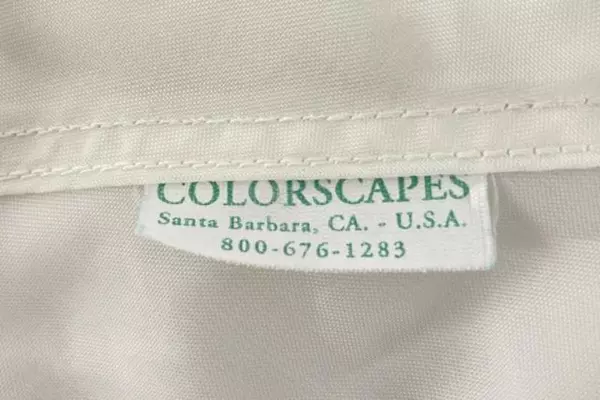 COLORSCAPES
Santa Barbara, CA. - U.S.A.
800-676-1283